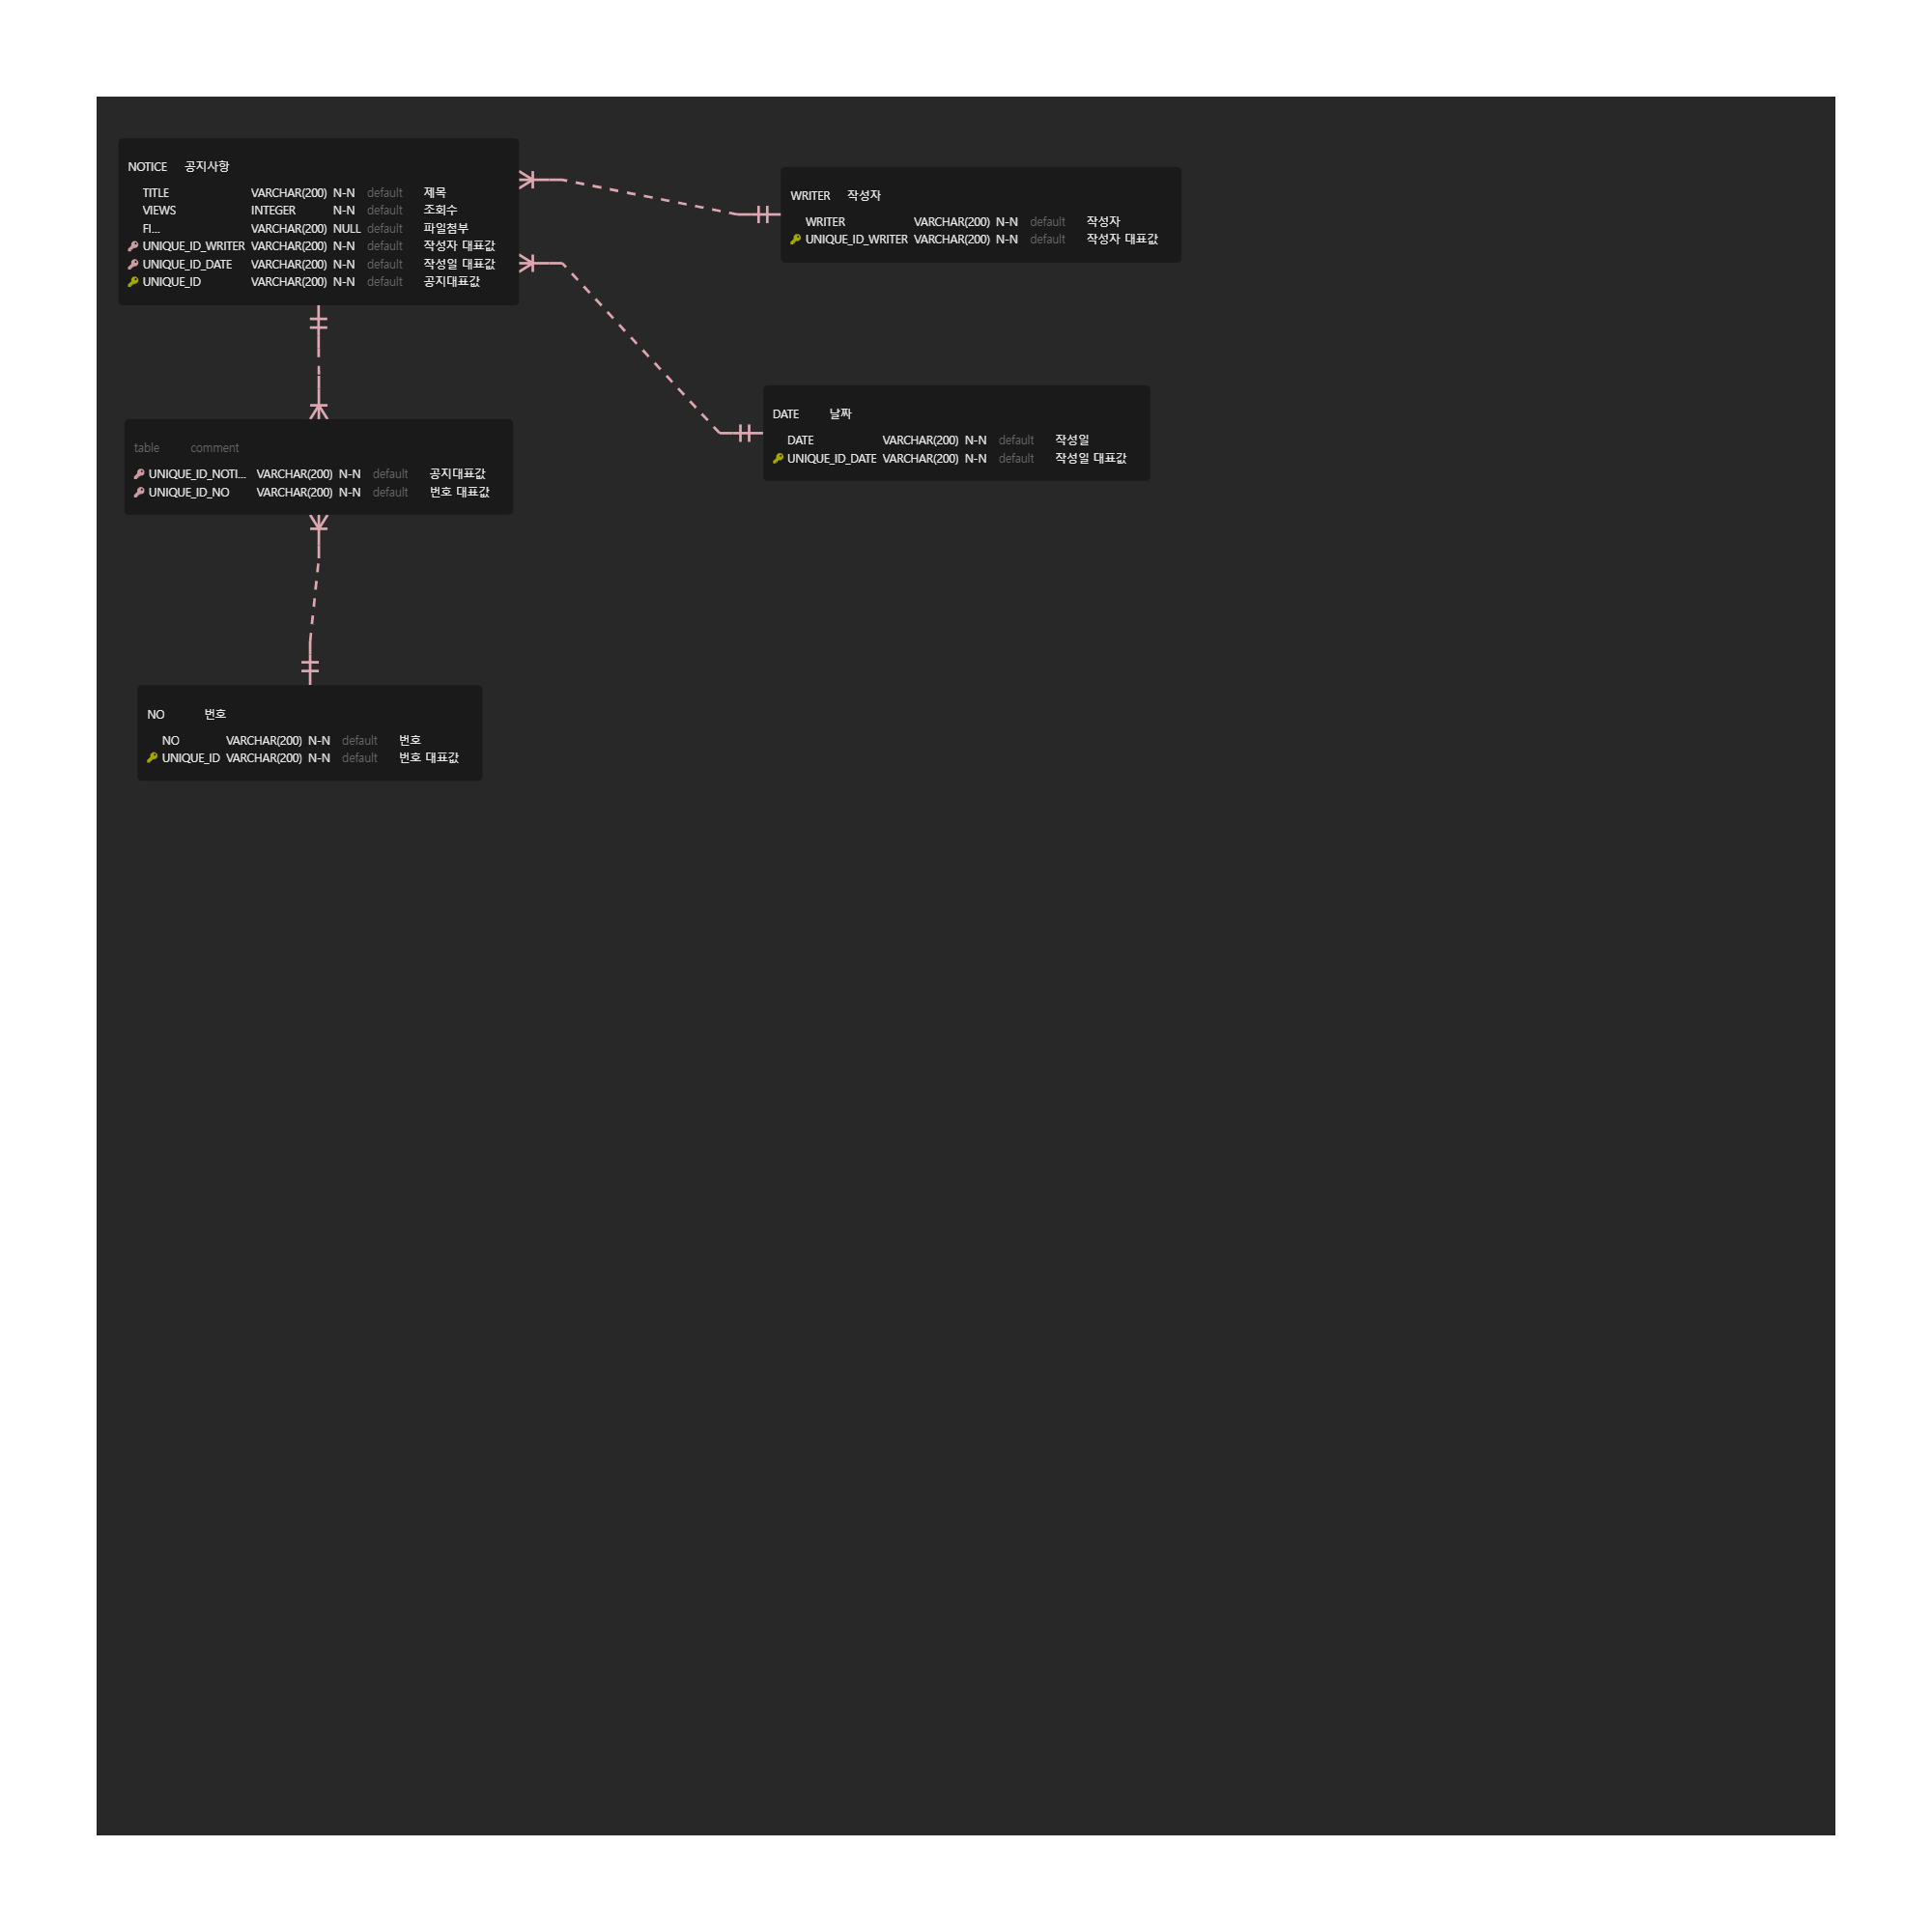 NOTICE 공지사항
TITLE VARCHAR(200) N-N default 제목
VIEWS INTEGER N-N default 조회수
FI... VARCHAR(200) NULL default 파일첨부
UNIQUE_ID_WRITER VARCHAR(200) N-N default 작성자 대표값
UNIQUE_ID_DATE VARCHAR(200) N-N default 작성일 대표값
UNIQUE_ID VARCHAR(200) N-N default 공지대표값
WRITER 작성자
WRITER VARCHAR(200) N-N default 작성자
UNIQUE_ID_WRITER VARCHAR(200) N-N default 작성자 대표값
DATE 날짜
DATE VARCHAR(200) N-N default 작성일
UNIQUE_ID_DATE VARCHAR(200) N-N default 작성일 대표값
table comment
UNIQUE_ID_NOTI... VARCHAR(200) N-N default 공지대표값
UNIQUE_ID_NO VARCHAR(200) N-N default 번호 대표값
NO 번호
NO VARCHAR(200) N-N default 번호
UNIQUE_ID VARCHAR(200) N-N default 번호 대표값